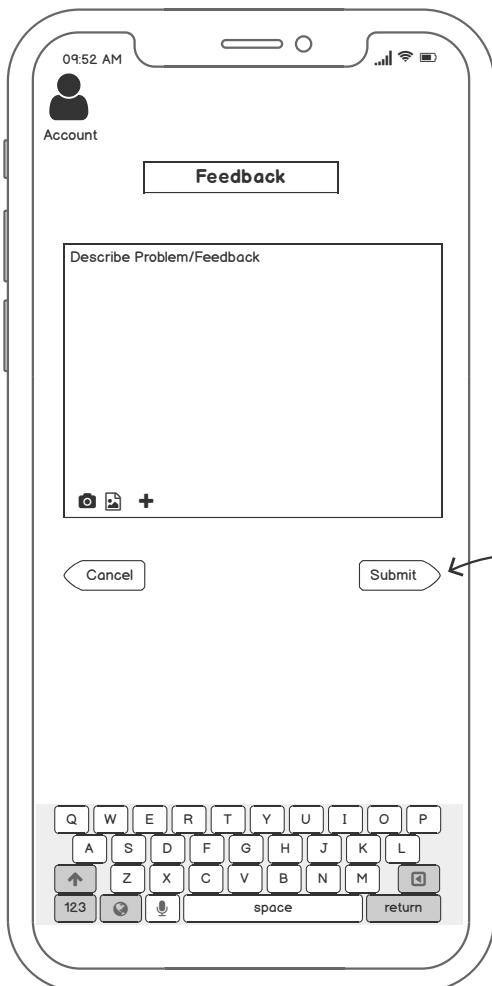 09:52 AM
Account
Feedback
Describe Problem/Feedback
Cancel
Submit
Q W E R T Y U I O P
A S D F G H J K L
Z X C V B N M
123 space return